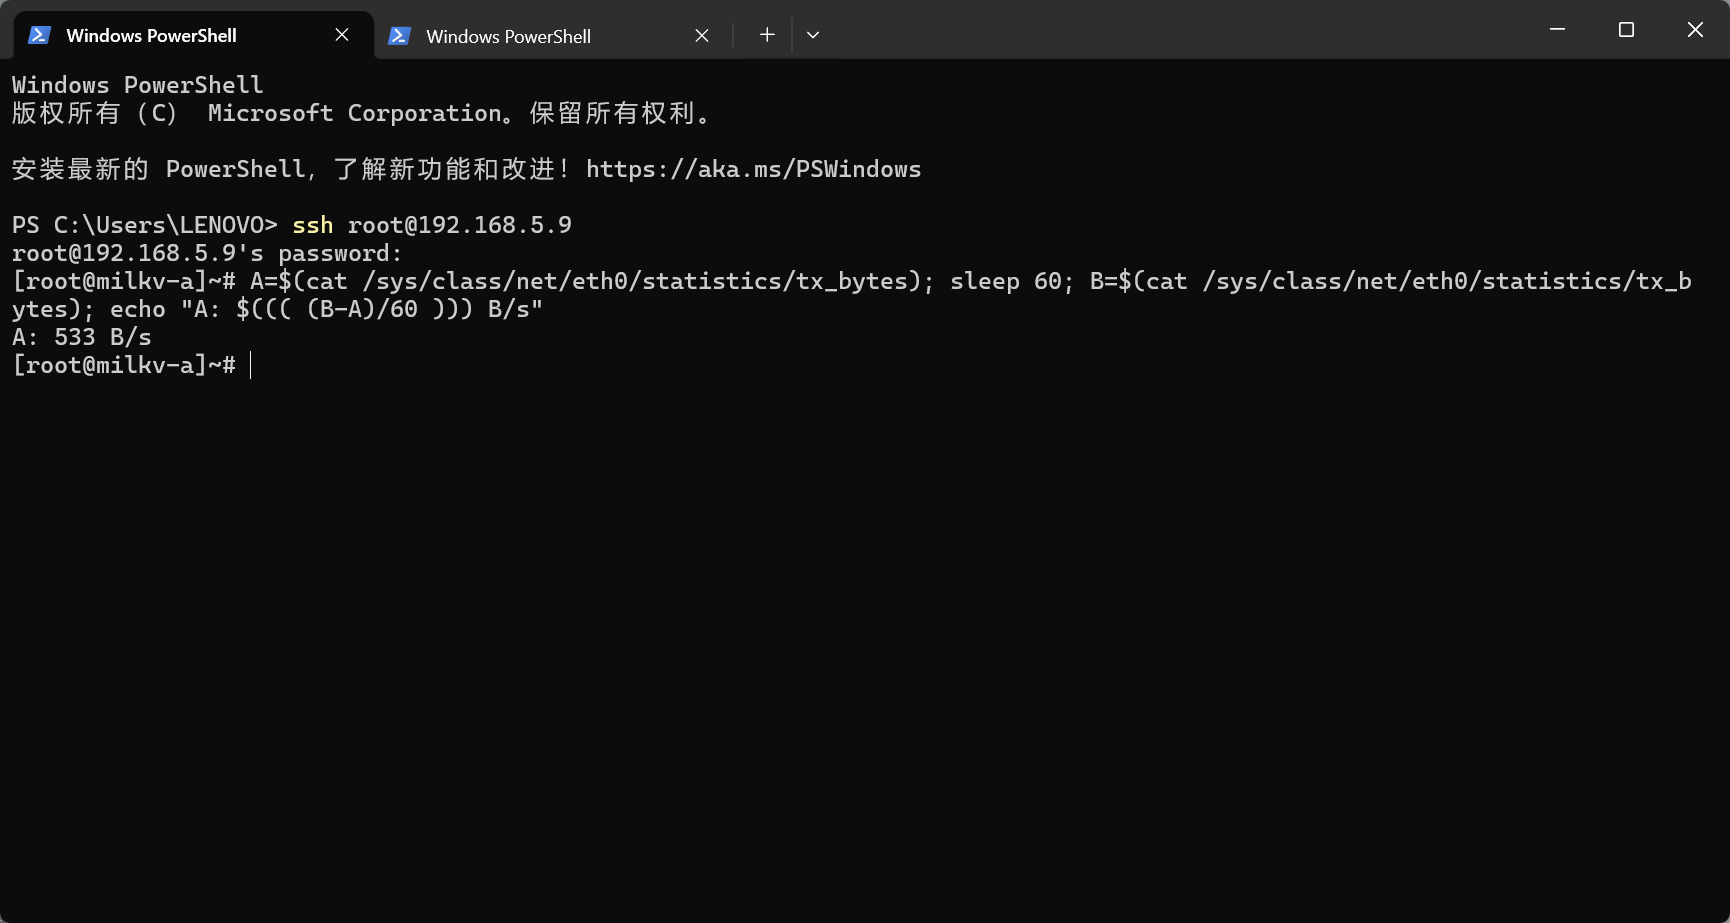 Windows PowerShell
Windows PowerShell
Windows PowerShell
版权所有 (C) Microsoft Corporation。保留所有权利。
安装最新的 PowerShell，了解新功能和改进！https://aka.ms/PSWindows
PS C:\Users\LENOVO> ssh root@192.168.5.9
root@192.168.5.9's password:
[root@milkv-a]~# A=$(cat /sys/class/net/eth0/statistics/tx_bytes); sleep 60; B=$(cat /sys/class/net/eth0/statistics/tx_b
ytes); echo "A: $((( (B-A)/60 ))) B/s"
A: 533 B/s
[root@milkv-a]~#